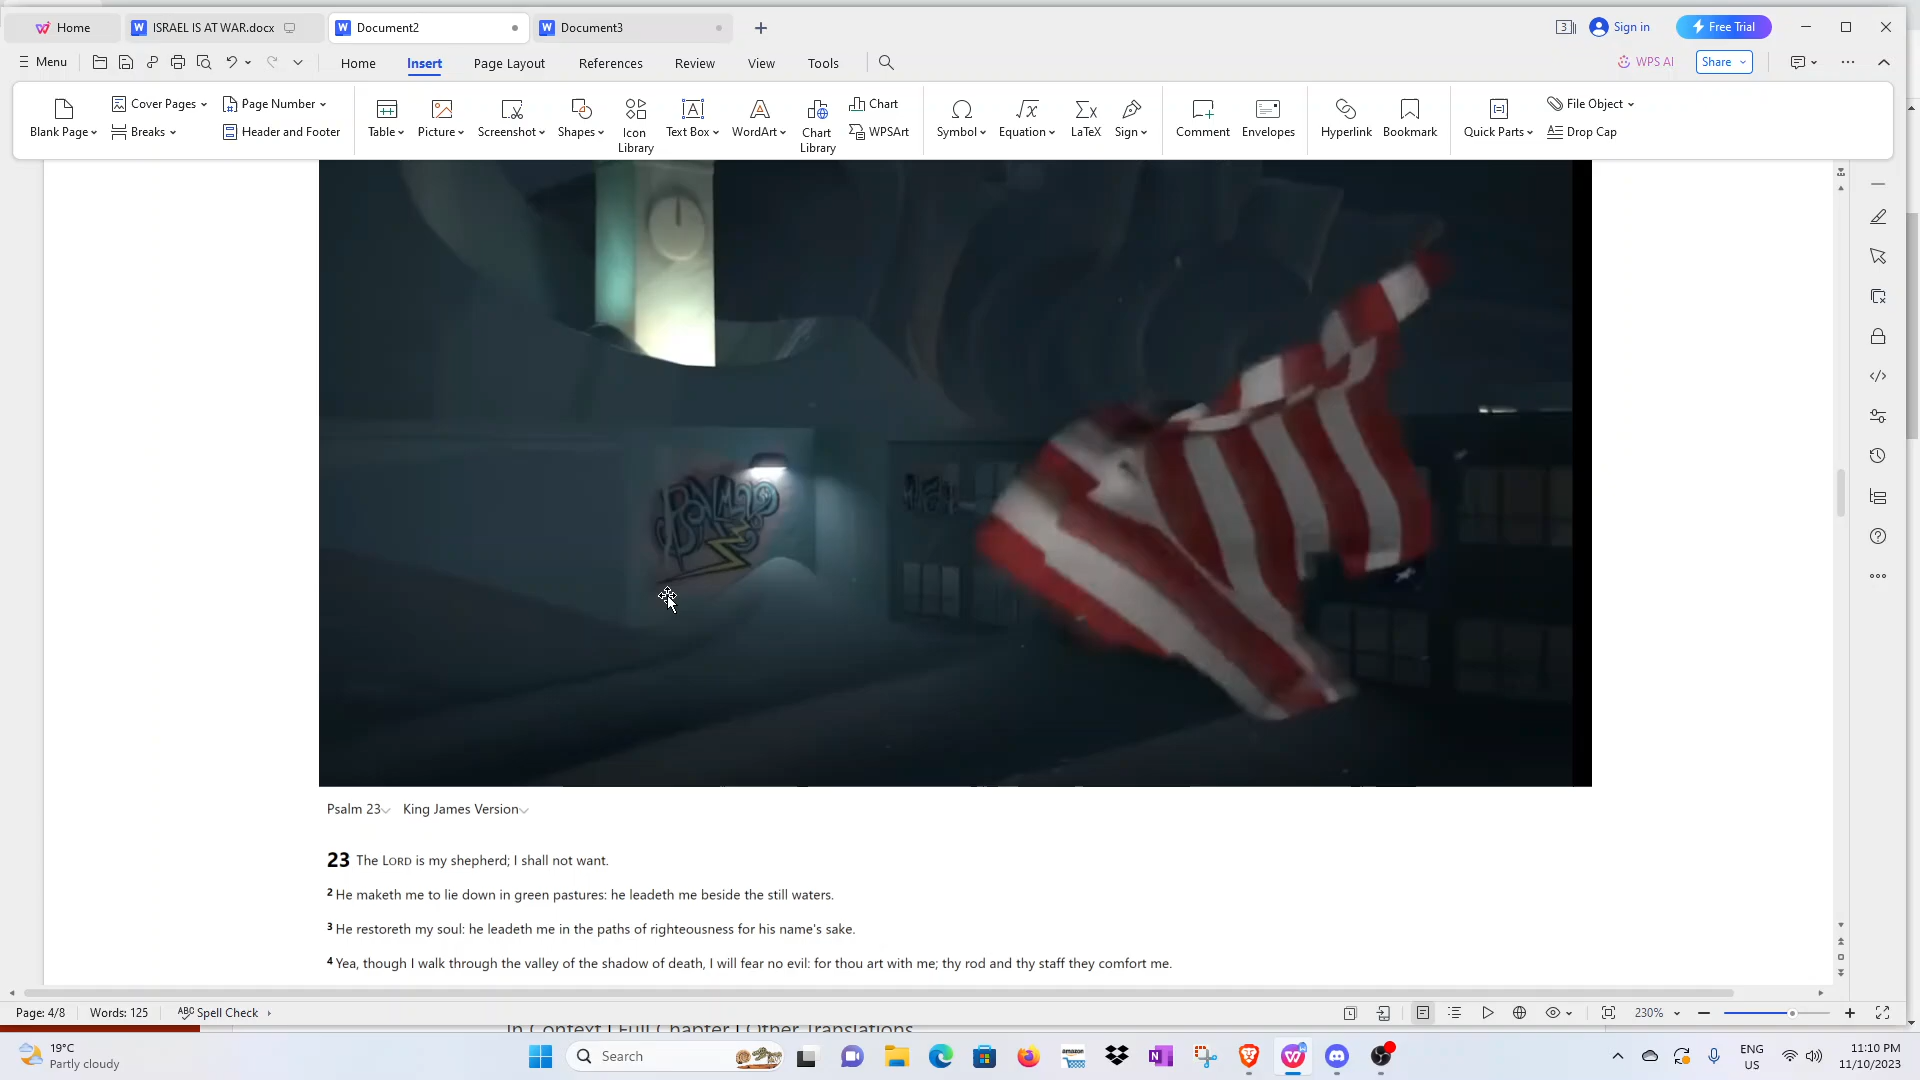 Home
ISRAEL IS AT WAR.docx
Document2
Document3
Sign in
Free Trial
Menu
Home
Insert
Page Layout
References
Review
View
Tools
WPS AI
Share
Blank Page
Cover Pages
Breaks
Page Number
Header and Footer
Table
Picture
Screenshot
Shapes
Icon
Library
Text Box
WordArt
Chart
Library
Chart
WPSArt
Symbol
Equation
LaTeX
Sign
Comment
Envelopes
Hyperlink
Bookmark
Quick Parts
File Object
Drop Cap
Psalm 23 King James Version
23 The LORD is my shepherd; I shall not want.
2 He maketh me to lie down in green pastures: he leadeth me beside the still waters.
3 He restoreth my soul: he leadeth me in the paths of righteousness for his name's sake.
4 Yea, though I walk through the valley of the shadow of death, I will fear no evil: for thou art with me; thy rod and thy staff they comfort me.
Page: 4/8 Words: 125 Spell Check
230%
In Context | Full Chapter | Other Translations
19°C
Partly cloudy
Search
amazon
ENG
US
11:10 PM
11/10/2023